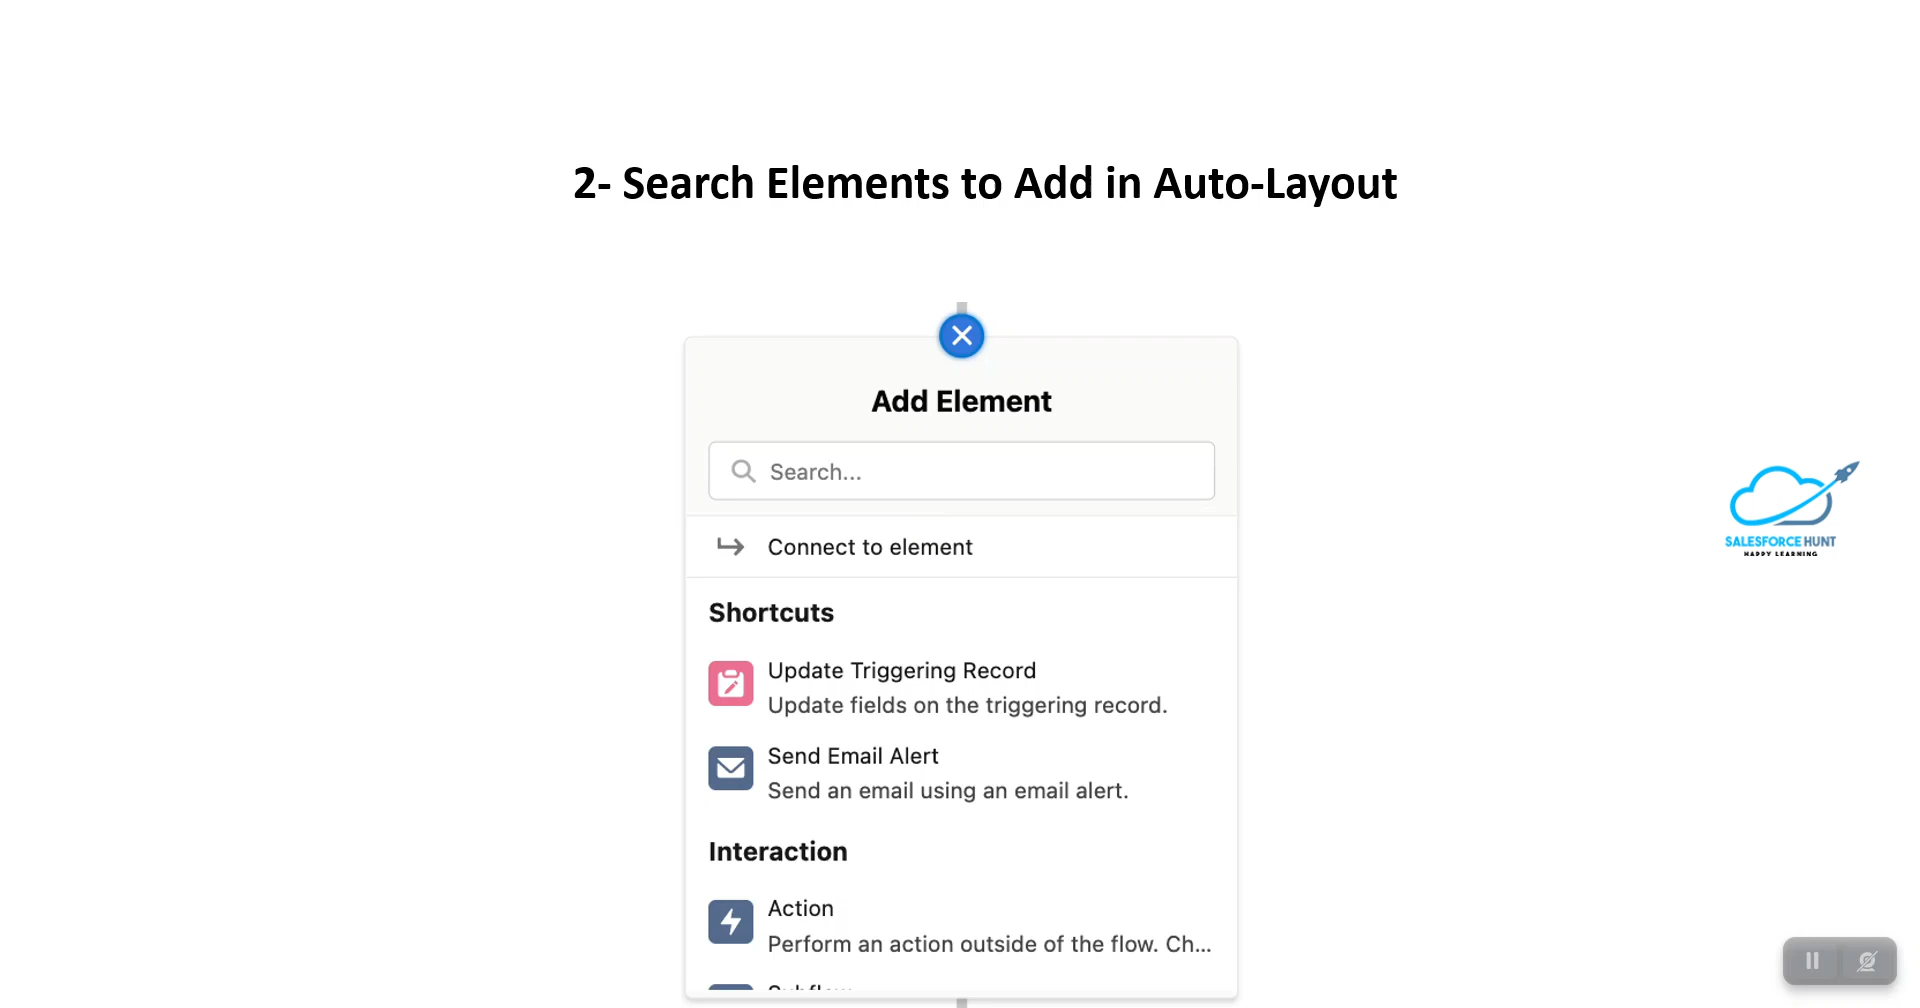 2- Search Elements to Add in Auto-Layout
Add Element
Search...
Connect to element
Shortcuts
Update Triggering Record
Update fields on the triggering record.
Send Email Alert
Send an email using an email alert.
Interaction
Action
Perform an action outside of the flow. Ch...
SALESFORCE HUNT
HAPPY LEARNING